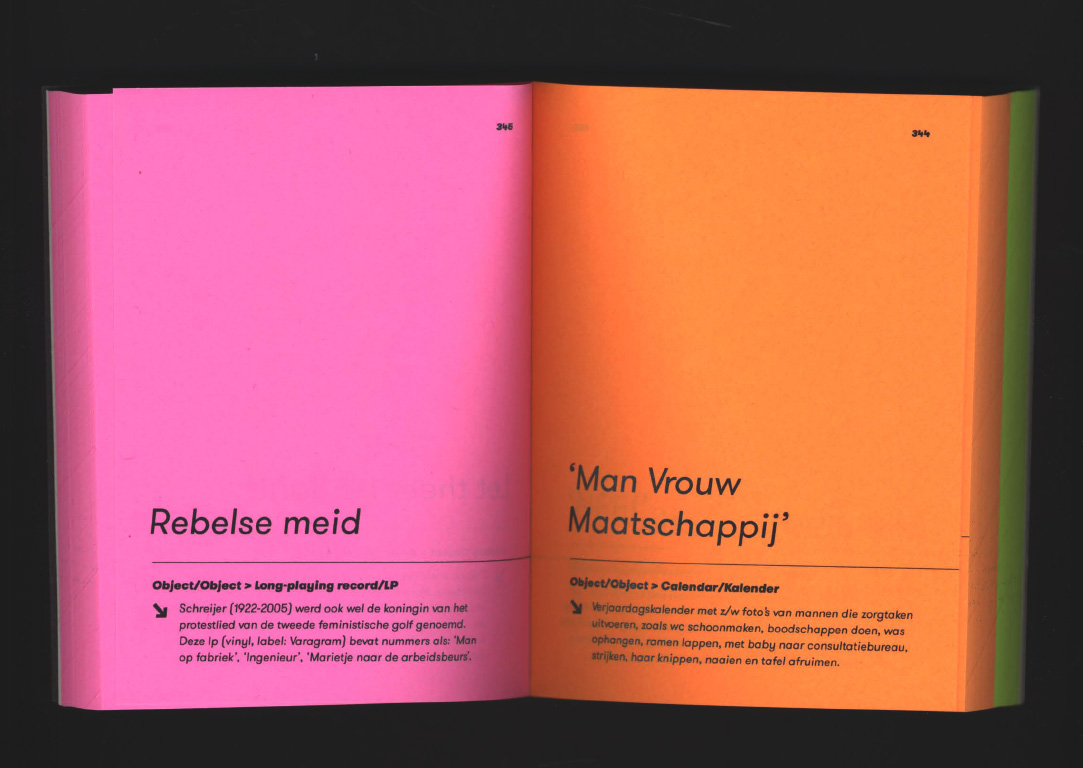 345
Rebelse meid
Object/Object > Long-playing record/LP
Schreijer (1922-2005) werd ook wel de koningin van het
protestlied van de tweede feministische golf genoemd.
Deze lp (vinyl, label: Varagram) bevat nummers als: 'Man
op fabriek', 'Ingenieur', 'Marietje naar de arbeidsbeurs'.
344
'Man Vrouw
Maatschappij'
Object/Object > Calendar/Kalender
Verjaardagskalender met z/w foto's van mannen die zorgtaken
uitvoeren, zoals wc schoonmaken, boodschappen doen, was
ophangen, ramen lappen, met baby naar consultatiebureau,
strijken, haar knippen, naaien en tafel afruimen.